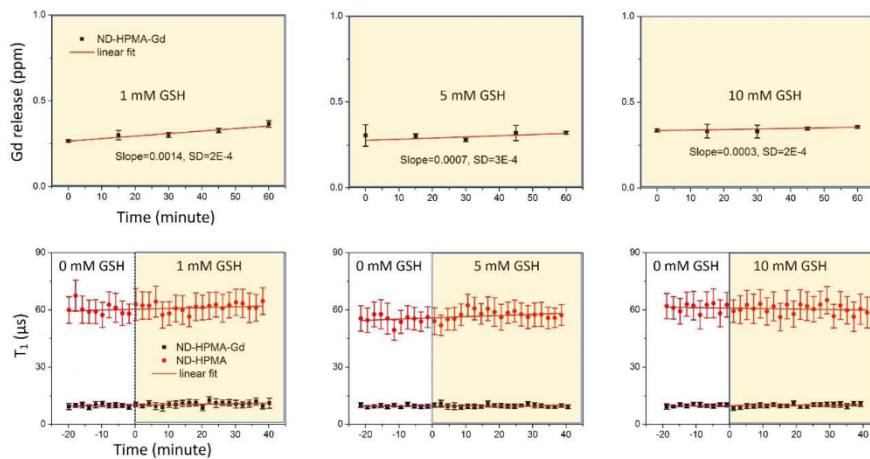 Gd release (ppm)
1.0
0.5
0.0
ND-HPMA-Gd
linear fit
1 mM GSH
Slope=0.0014, SD=2E-4
0 10 20 30 40 50 60
Time (minute)
1.0
0.5
0.0
5 mM GSH
Slope=0.0007, SD=3E-4
0 10 20 30 40 50 60
1.0
0.5
0.0
10 mM GSH
Slope=0.0003, SD=2E-4
0 10 20 30 40 50 60
T₁ (μs)
90
60
30
0
0 mM GSH 1 mM GSH
ND-HPMA-Gd
ND-HPMA
linear fit
-20 -10 0 10 20 30 40
Time (minute)
90
60
30
0
0 mM GSH 5 mM GSH
-20 -10 0 10 20 30 40
90
60
30
0
0 mM GSH 10 mM GSH
-20 -10 0 10 20 30 40